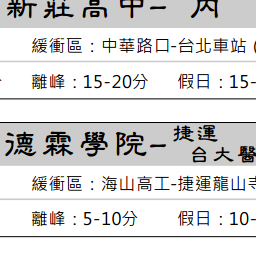 新莊高中– 內
緩衝區：中華路口-台北車站 (
離峰：15-20分 假日：15-
德霖學院– 捷運
台大醫
緩衝區：海山高工-捷運龍山寺
離峰：5-10分 假日：10-